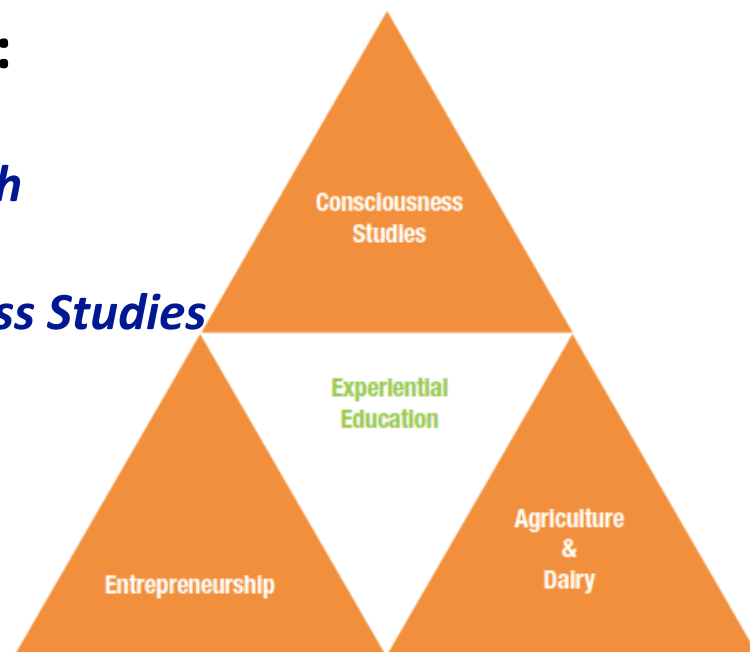 :
h
ss Studies
Consciousness
Studies
Experiential
Education
Entrepreneurship
Agriculture
&
Dairy